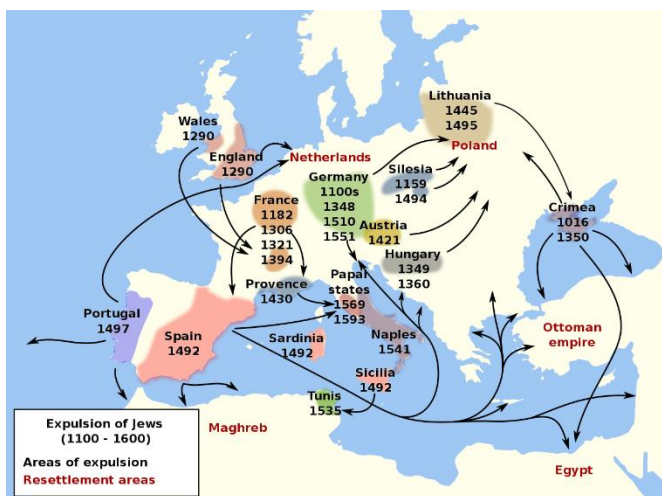 Lithuania
1445
1495
Wales
1290
England
1290
Netherlands
Poland
Germany
1100s
1348
1510
1551
Silesia
1159
1494
France
1182
1306
1321
1394
Austria
1421
Crimea
1016
1350
Hungary
1349
1360
Provence
1430
Papal
states
1569
1593
Portugal
1497
Spain
1492
Sardinia
1492
Naples
1541
Ottoman
empire
Sicilia
1492
Tunis
1535
Maghreb
Egypt
Expulsion of Jews
(1100 - 1600)
Areas of expulsion
Resettlement areas